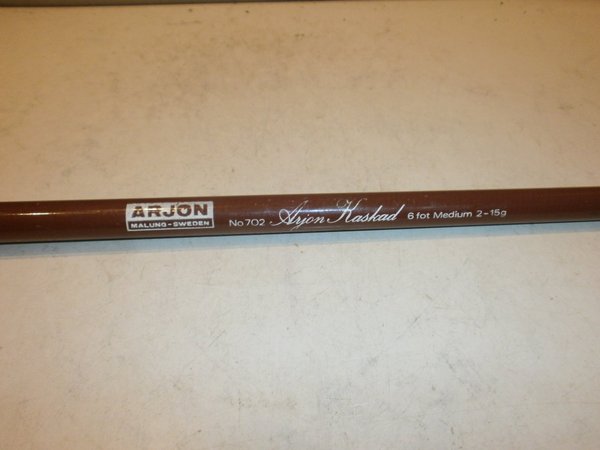 ARJON
MALUNG-SWEDEN
No 702 Arjon Kaskad 6 fot Medium 2-15g